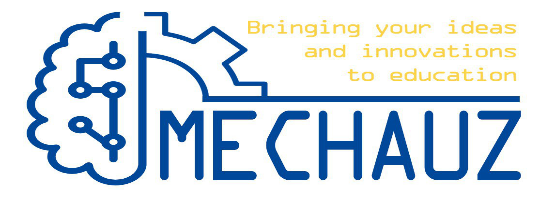 Bringing your ideas
and innovations
to education
MECHAUZ